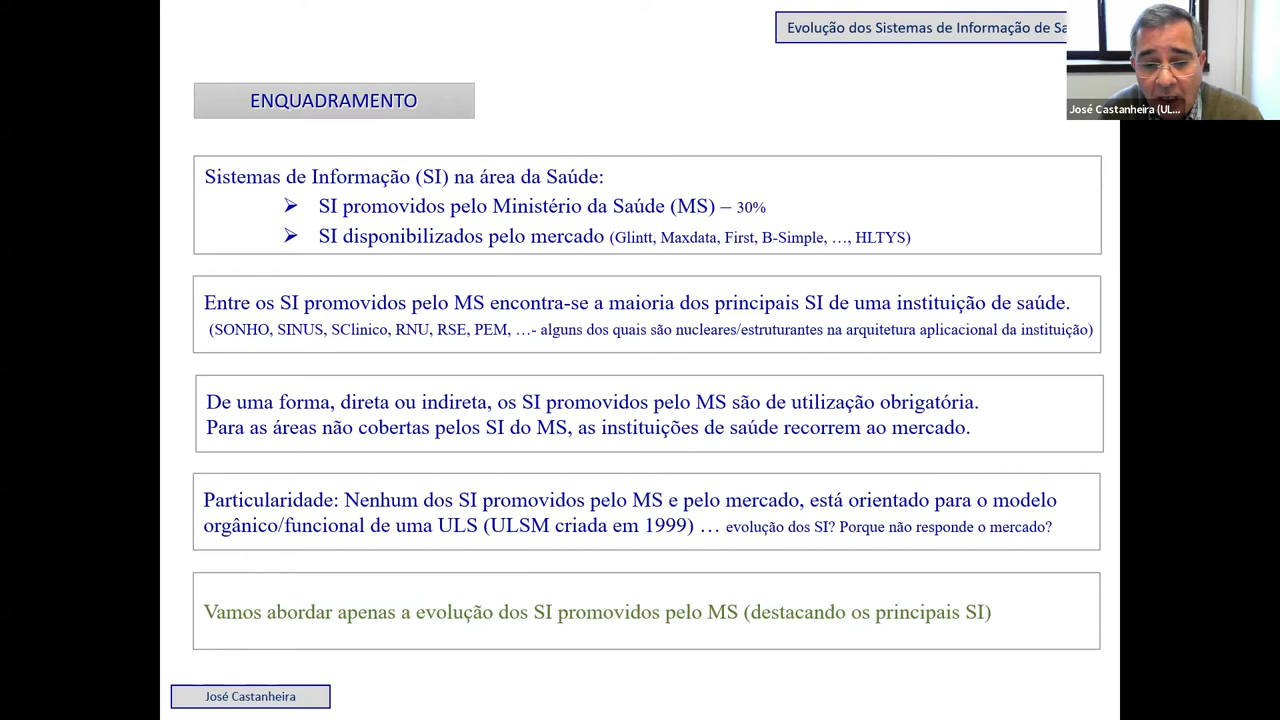 Evolução dos Sistemas de Informação de
José Castanheira (UL...
ENQUADRAMENTO
Sistemas de Informação (SI) na área da Saúde:
➢ SI promovidos pelo Ministério da Saúde (MS) – 30%
➢ SI disponibilizados pelo mercado (Glintt, Maxdata, First, B-Simple, …, HLTYS)
Entre os SI promovidos pelo MS encontra-se a maioria dos principais SI de uma instituição de saúde.
(SONHO, SINUS, SClinico, RNU, RSE, PEM, …- alguns dos quais são nucleares/estruturantes na arquitetura aplicacional da instituição)
De uma forma, direta ou indireta, os SI promovidos pelo MS são de utilização obrigatória.
Para as áreas não cobertas pelos SI do MS, as instituições de saúde recorrem ao mercado.
Particularidade: Nenhum dos SI promovidos pelo MS e pelo mercado, está orientado para o modelo
orgânico/funcional de uma ULS (ULSM criada em 1999) … evolução dos SI? Porque não responde o mercado?
Vamos abordar apenas a evolução dos SI promovidos pelo MS (destacando os principais SI)
José Castanheira